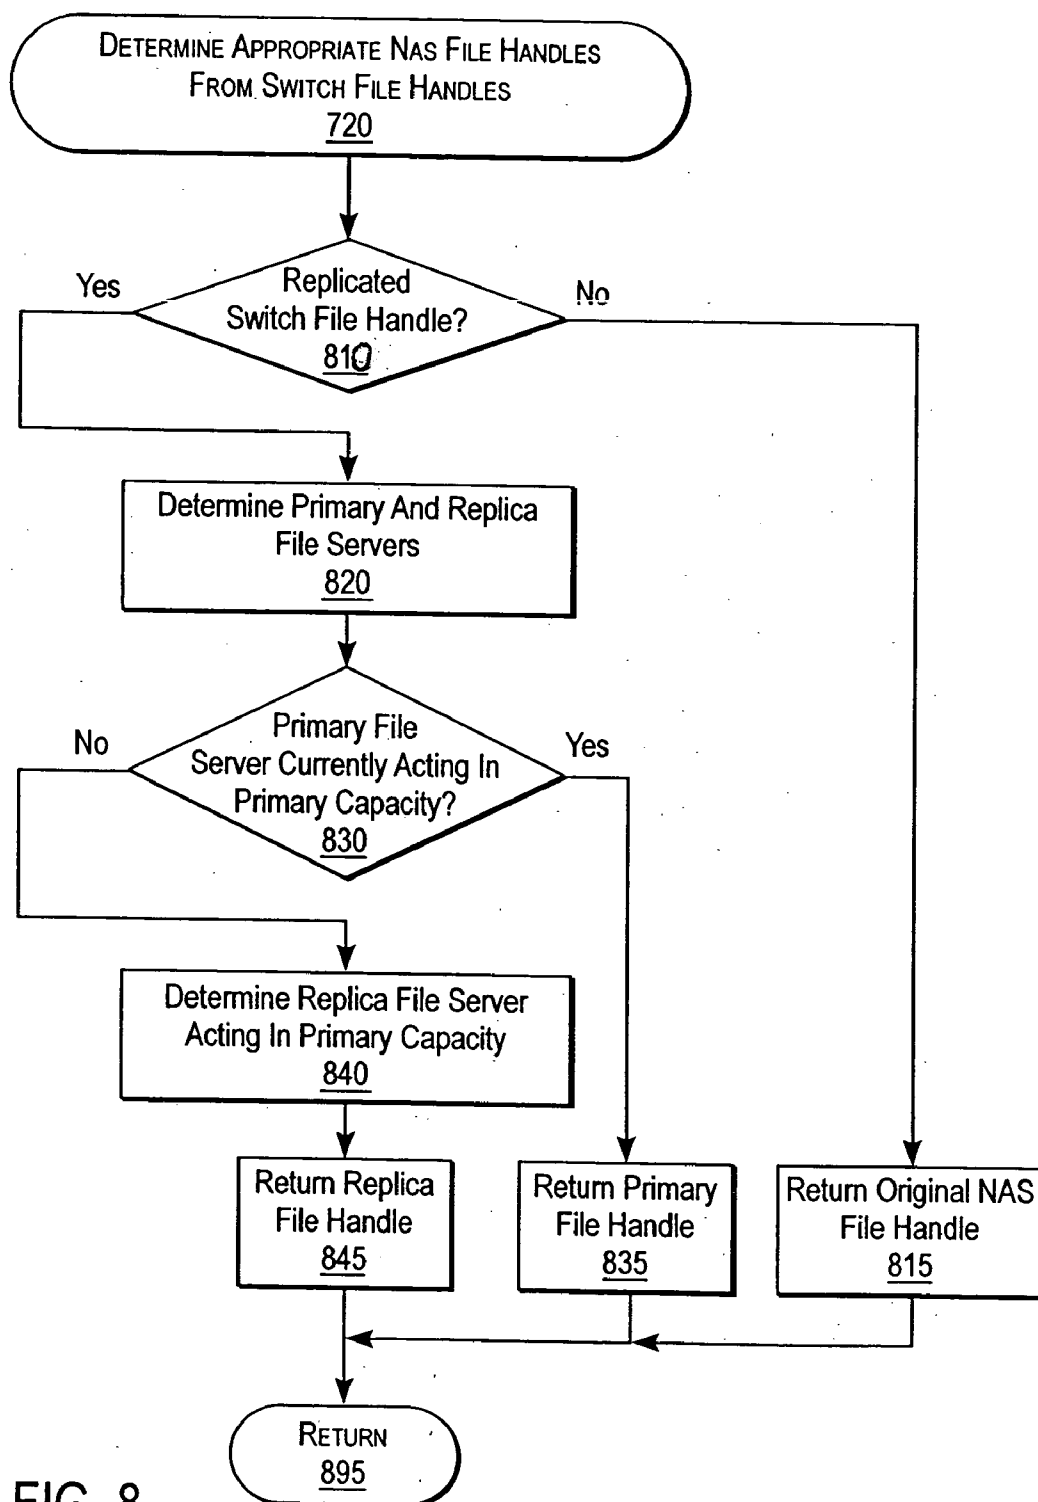 DETERMINE APPROPRIATE NAS FILE HANDLES
FROM SWITCH FILE HANDLES
720
Yes
Replicated
Switch File Handle?
810
No
Determine Primary And Replica
File Servers
820
No
Primary File
Server Currently Acting In
Primary Capacity?
830
Yes
Determine Replica File Server
Acting In Primary Capacity
840
Return Replica
File Handle
845
Return Primary
File Handle
835
Return Original NAS
File Handle
815
RETURN
895
FIG. 8